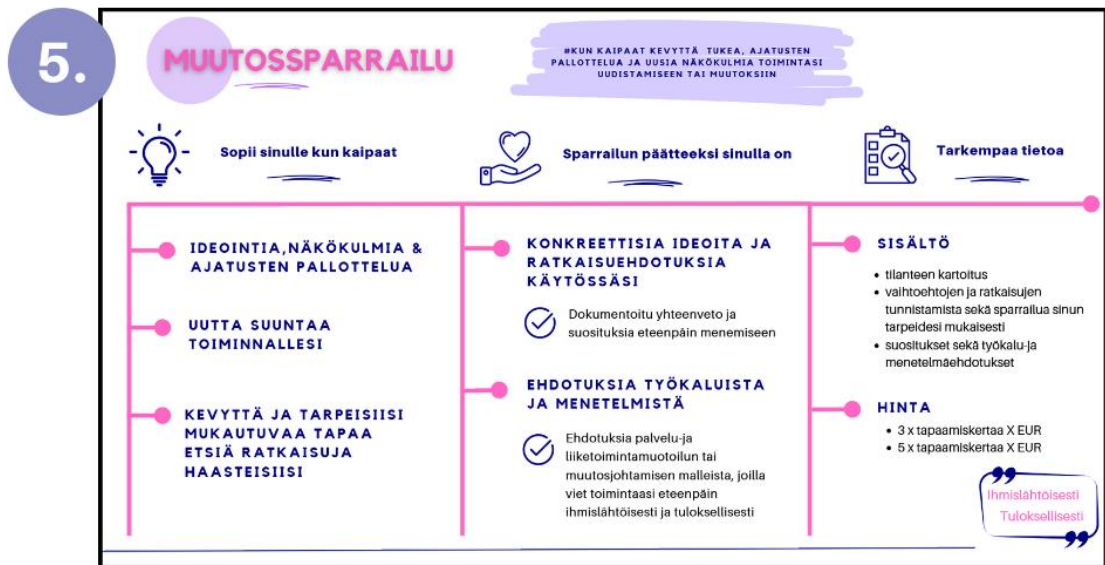 5.
MUUTOSSPARRAILU
#KUN KAIPAAT KEVYTTÄ TUKEA, AJATUSTEN
PALLOTTELUA JA UUSIA NÄKÖKULMIA TOIMINTASI
UUDISTAMISEEN TAI MUUTOKSIIN
Sopii sinulle kun kaipaat
IDEOINTIA,NÄKÖKULMIA &
AJATUSTEN PALLOTTELUA
UUTTA SUUNTAA
TOIMINNALLESI
KEVYTTÄ JA TARPEISIISI
MUKAUTUVAA TAPAA
ETSIÄ RATKAISUJA
HAASTEISIISI
Sparrailun päätteeksi sinulla on
KONKREETTISIA IDEOITA JA
RATKAISUEHDOTUKSIA
KÄYTÖSSÄSI
Dokumentoitu yhteenveto ja
suosituksia eteenpäin menemiseen
EHDOTUKSIA TYÖKALUISTA
JA MENETELMISTÄ
Ehdotuksia palvelu-ja
liiketoimintamuotoilun tai
muutosjohtamisen malleista, joilla
viet toimintaasi eteenpäin
ihmislähtöisesti ja tuloksellisesti
Tarkempaa tietoa
SISÄLTÖ
• tilanteen kartoitus
• vaihtoehtojen ja ratkaisujen
tunnistamista sekä sparrailua sinun
tarpeidesi mukaisesti
• suositukset sekä työkalu-ja
menetelmäehdotukset
HINTA
• 3 x tapaamiskertaa X EUR
• 5 x tapaamiskertaa X EUR
Ihmislähtöisesti
Tuloksellisesti